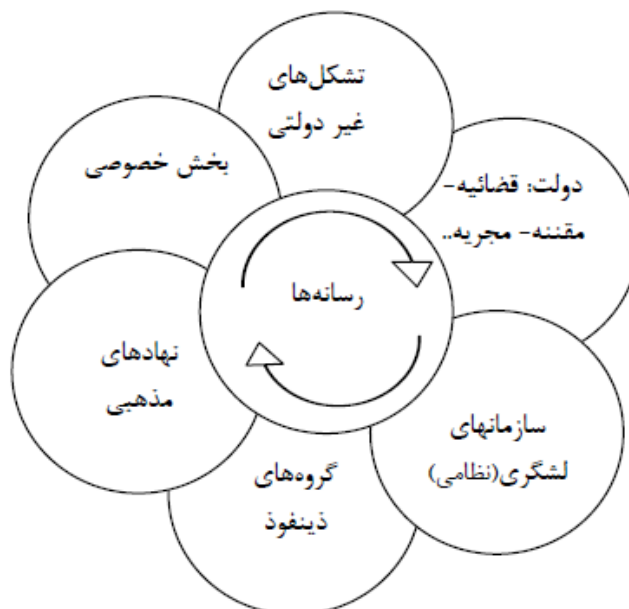 تشکل‌های
غیر دولتی
دولت: قضائیه-
مقننه- مجریه..
بخش خصوصی
رسانه‌ها
نهادهای
مذهبی
سازمانهای
لشگری(نظامی)
گروه‌های
ذینفوذ